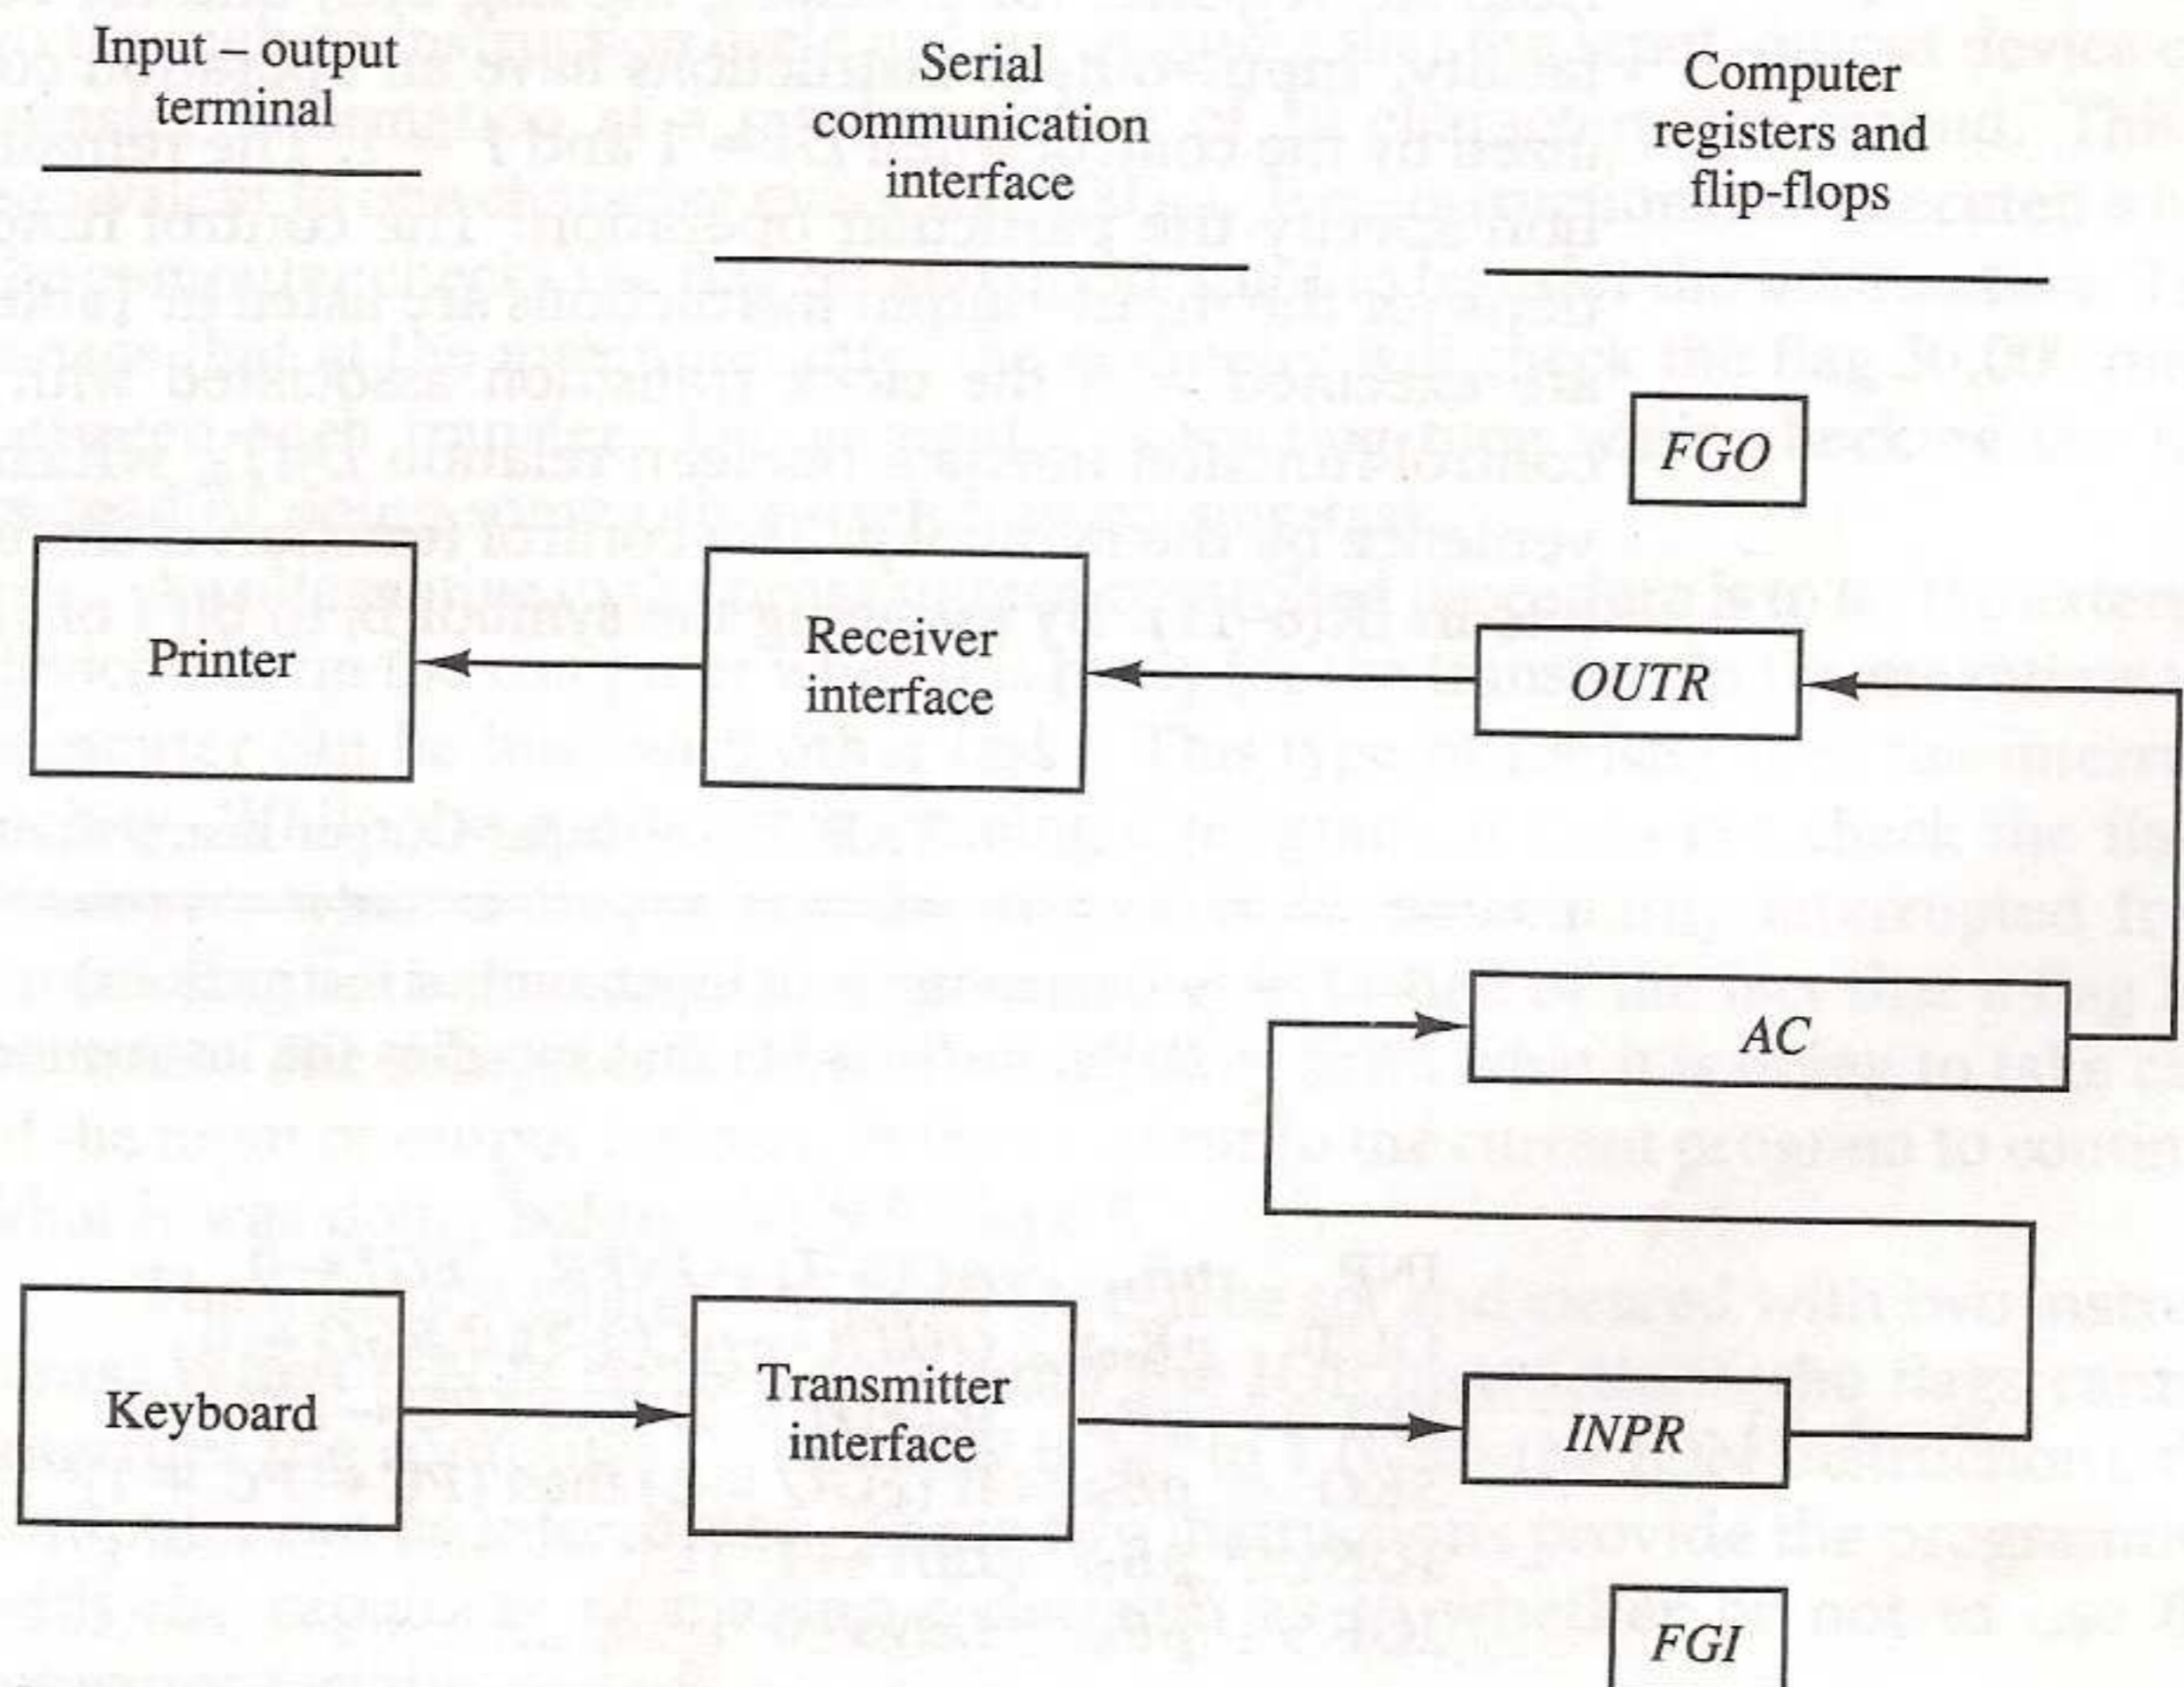 Input – output
terminal
Serial
communication
interface
Computer
registers and
flip-flops
FGO
Printer
Receiver
interface
OUTR
AC
Keyboard
Transmitter
interface
INPR
FGI